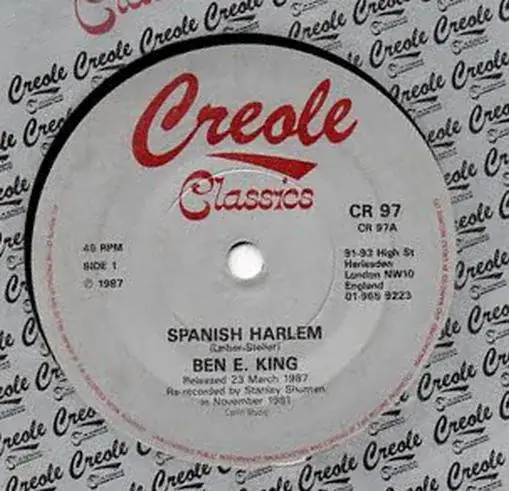 Creole
Classics
CR 97
CR 97A
45 RPM
SIDE 1
℗ 1987
91-93 High St
Harlesden
London NW10
England
01-965 9223
SPANISH HARLEM
(Leiber-Stoller)
BEN E. KING
Released 23 March 1987
Re-recorded by Stanley Shuman
in November 1981
Carlin Music